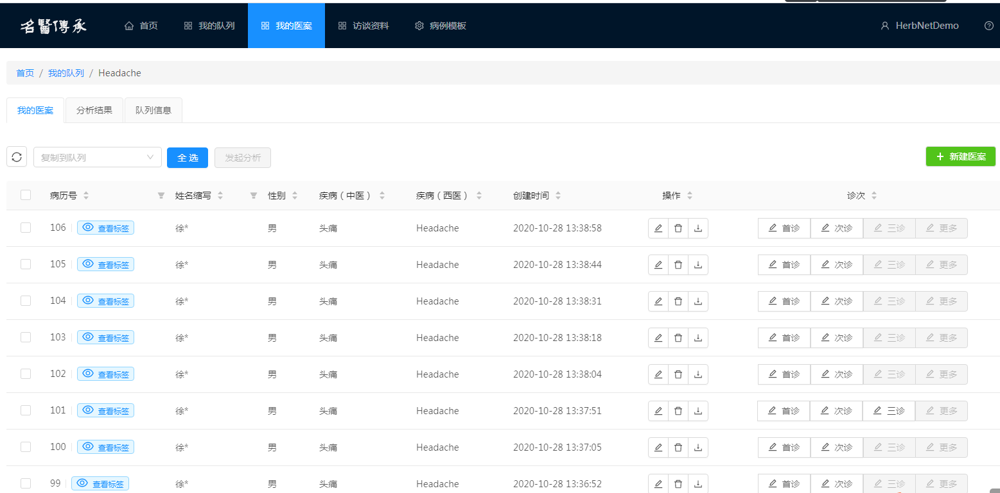 名醫傳承 首页 我的队列 我的医案 访谈资料 病例模板 HerbNetDemo
首页 / 我的队列 / Headache
我的医案 分析结果 队列信息
复制到队列 全 选 发起分析 + 新建医案
病历号 姓名缩写 性别 疾病（中医） 疾病（西医） 创建时间 操作 诊次
106 查看标签 徐* 男 头痛 Headache 2020-10-28 13:38:58 首诊 次诊 三诊 更多
105 查看标签 徐* 男 头痛 Headache 2020-10-28 13:38:44 首诊 次诊 三诊 更多
104 查看标签 徐* 男 头痛 Headache 2020-10-28 13:38:31 首诊 次诊 三诊 更多
103 查看标签 徐* 男 头痛 Headache 2020-10-28 13:38:18 首诊 次诊 三诊 更多
102 查看标签 徐* 男 头痛 Headache 2020-10-28 13:38:04 首诊 次诊 三诊 更多
101 查看标签 徐* 男 头痛 Headache 2020-10-28 13:37:51 首诊 次诊 三诊 更多
100 查看标签 徐* 男 头痛 Headache 2020-10-28 13:37:05 首诊 次诊 三诊 更多
99 查看标签 徐* 男 头痛 Headache 2020-10-28 13:36:52 首诊 次诊 三诊 更多